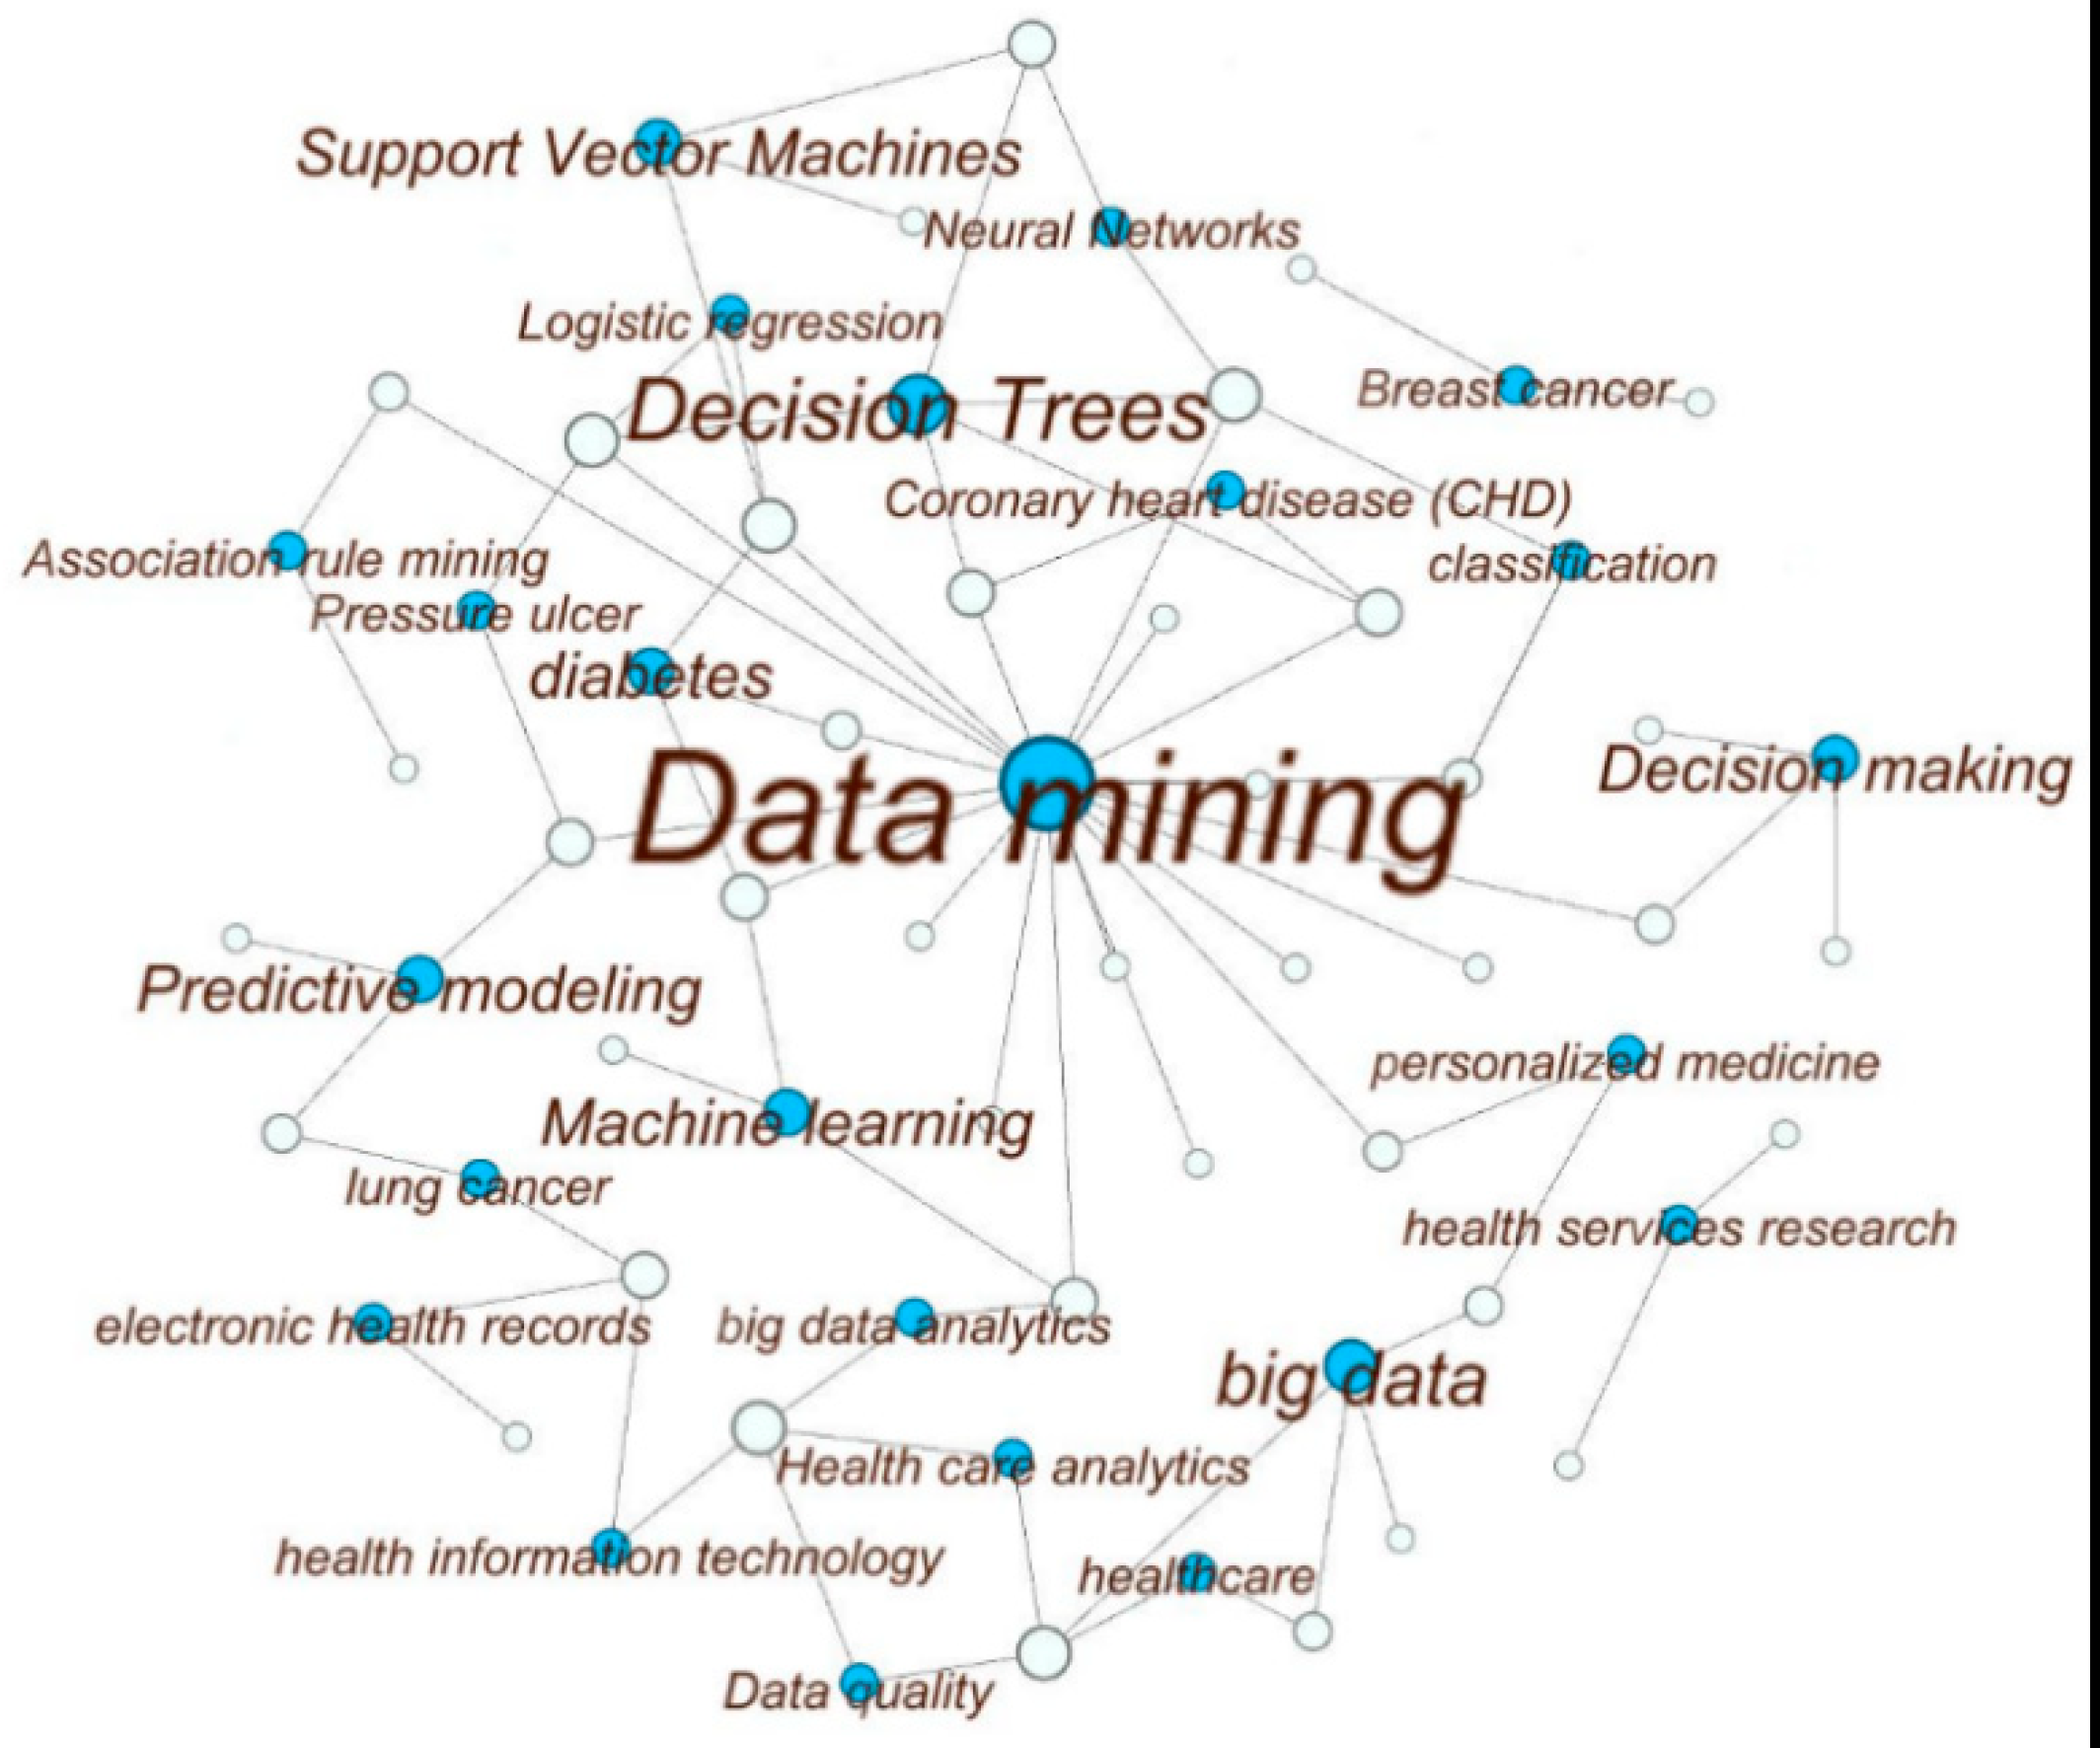 Support Vector Machines
Neural Networks
Logistic regression
Breast cancer
Decision Trees
Coronary heart disease (CHD)
Association rule mining
classification
Pressure ulcer
diabetes
Decision making
Data mining
Predictive modeling
personalized medicine
Machine learning
lung cancer
health services research
electronic health records
big data analytics
big data
Health care analytics
health information technology
healthcare
Data quality